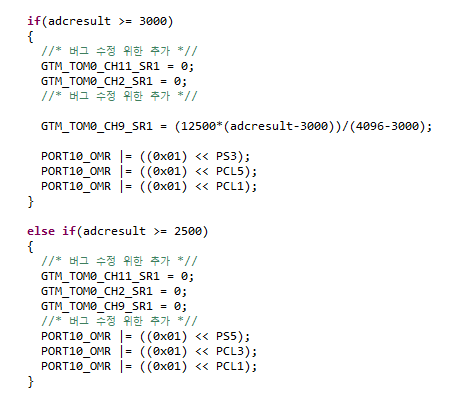 if(adcresult >= 3000)
{
//* 버그 수정 위한 추가 *//
GTM_TOM0_CH11_SR1 = 0;
GTM_TOM0_CH2_SR1 = 0;
//* 버그 수정 위한 추가 *//
GTM_TOM0_CH9_SR1 = (12500*(adcresult-3000))/(4096-3000);
PORT10_OMR |= ((0x01) << PS3);
PORT10_OMR |= ((0x01) << PCL5);
PORT10_OMR |= ((0x01) << PCL1);
}
else if(adcresult >= 2500)
{
//* 버그 수정 위한 추가 *//
GTM_TOM0_CH11_SR1 = 0;
GTM_TOM0_CH2_SR1 = 0;
GTM_TOM0_CH9_SR1 = 0;
//* 버그 수정 위한 추가 *//
PORT10_OMR |= ((0x01) << PS5);
PORT10_OMR |= ((0x01) << PCL3);
PORT10_OMR |= ((0x01) << PCL1);
}